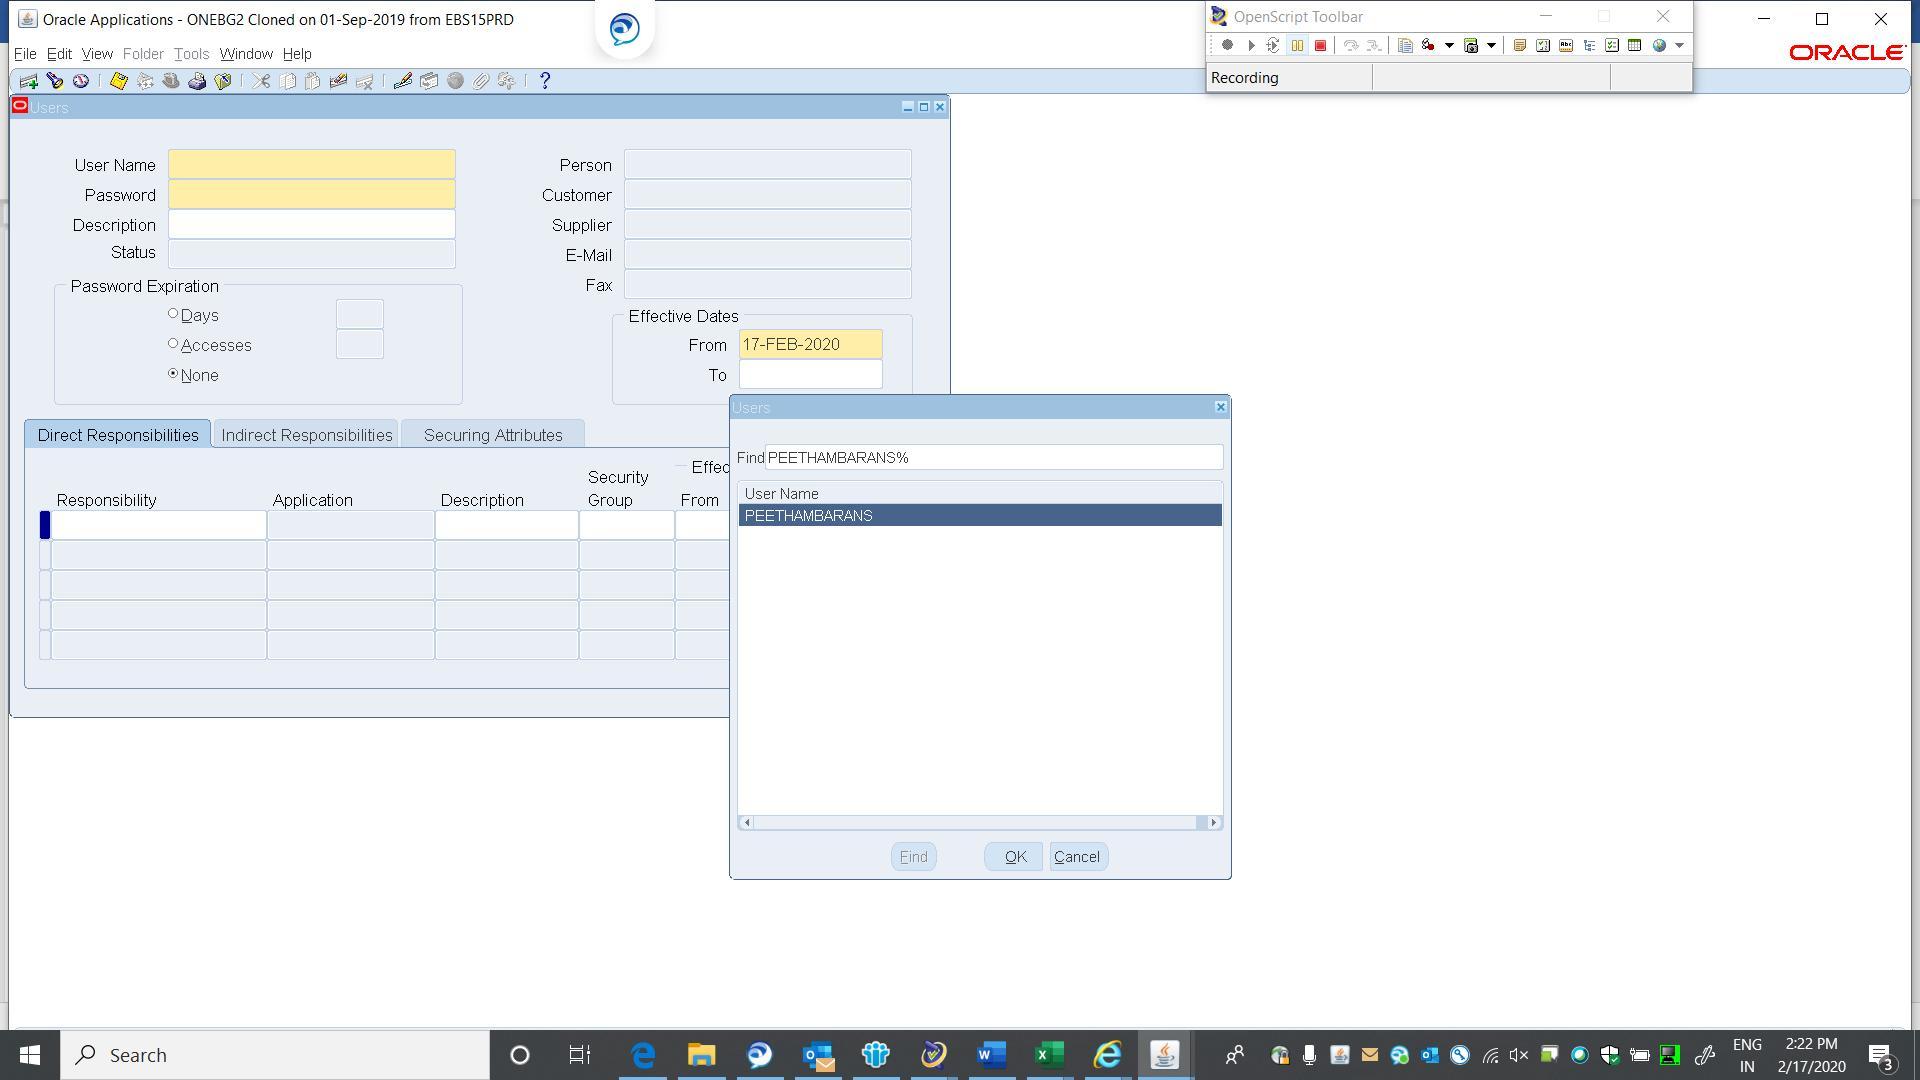 Oracle Applications - ONEBG2 Cloned on 01-Sep-2019 from EBS15PRD
OpenScript Toolbar
File Edit View Folder Tools Window Help
ORACLE
Recording
Users
User Name
Password
Description
Status
Person
Customer
Supplier
E-Mail
Fax
Password Expiration
Days
Accesses
None
Effective Dates
From 17-FEB-2020
To
Direct Responsibilities Indirect Responsibilities Securing Attributes
Effec
Security
Responsibility Application Description Group From
Users
Find PEETHAMBARANS%
User Name
PEETHAMBARANS
Find OK Cancel
Search
ENG
IN
2:22 PM
2/17/2020
3